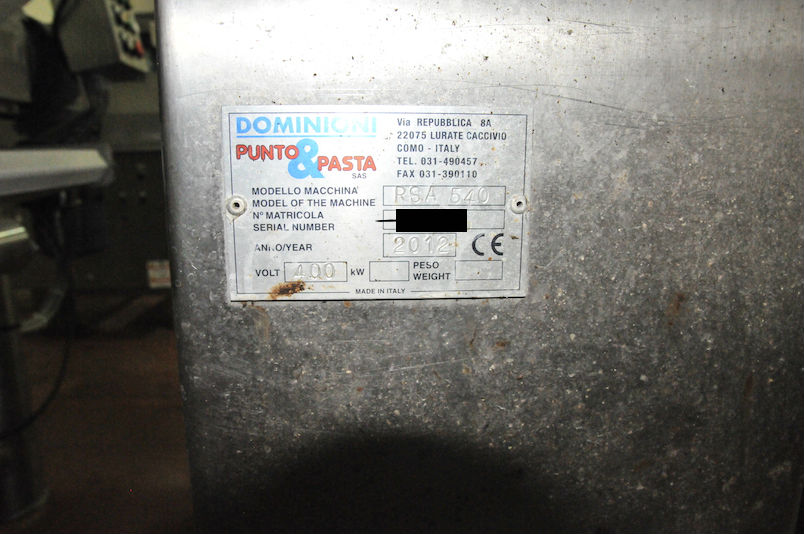 DOMINIONI
PUNTO & PASTA
SAS
Via REPUBBLICA 8A
22075 LURATE CACCIVIO
COMO - ITALY
TEL. 031-490457
FAX 031-390110
MODELLO MACCHINA
MODEL OF THE MACHINE
RSA 540
N° MATRICOLA
SERIAL NUMBER
ANNO/YEAR
2012 CE
VOLT 400 kW
PESO
WEIGHT
MADE IN ITALY